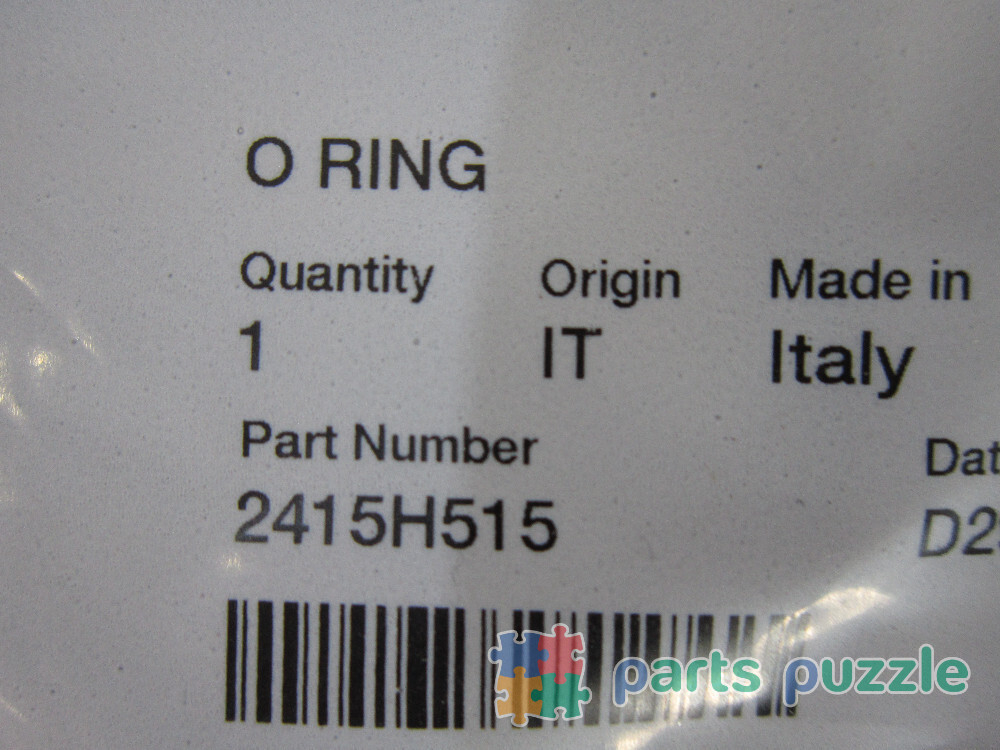 O RING
Quantity Origin Made in
1 IT Italy
Part Number
2415H515
parts puzzle